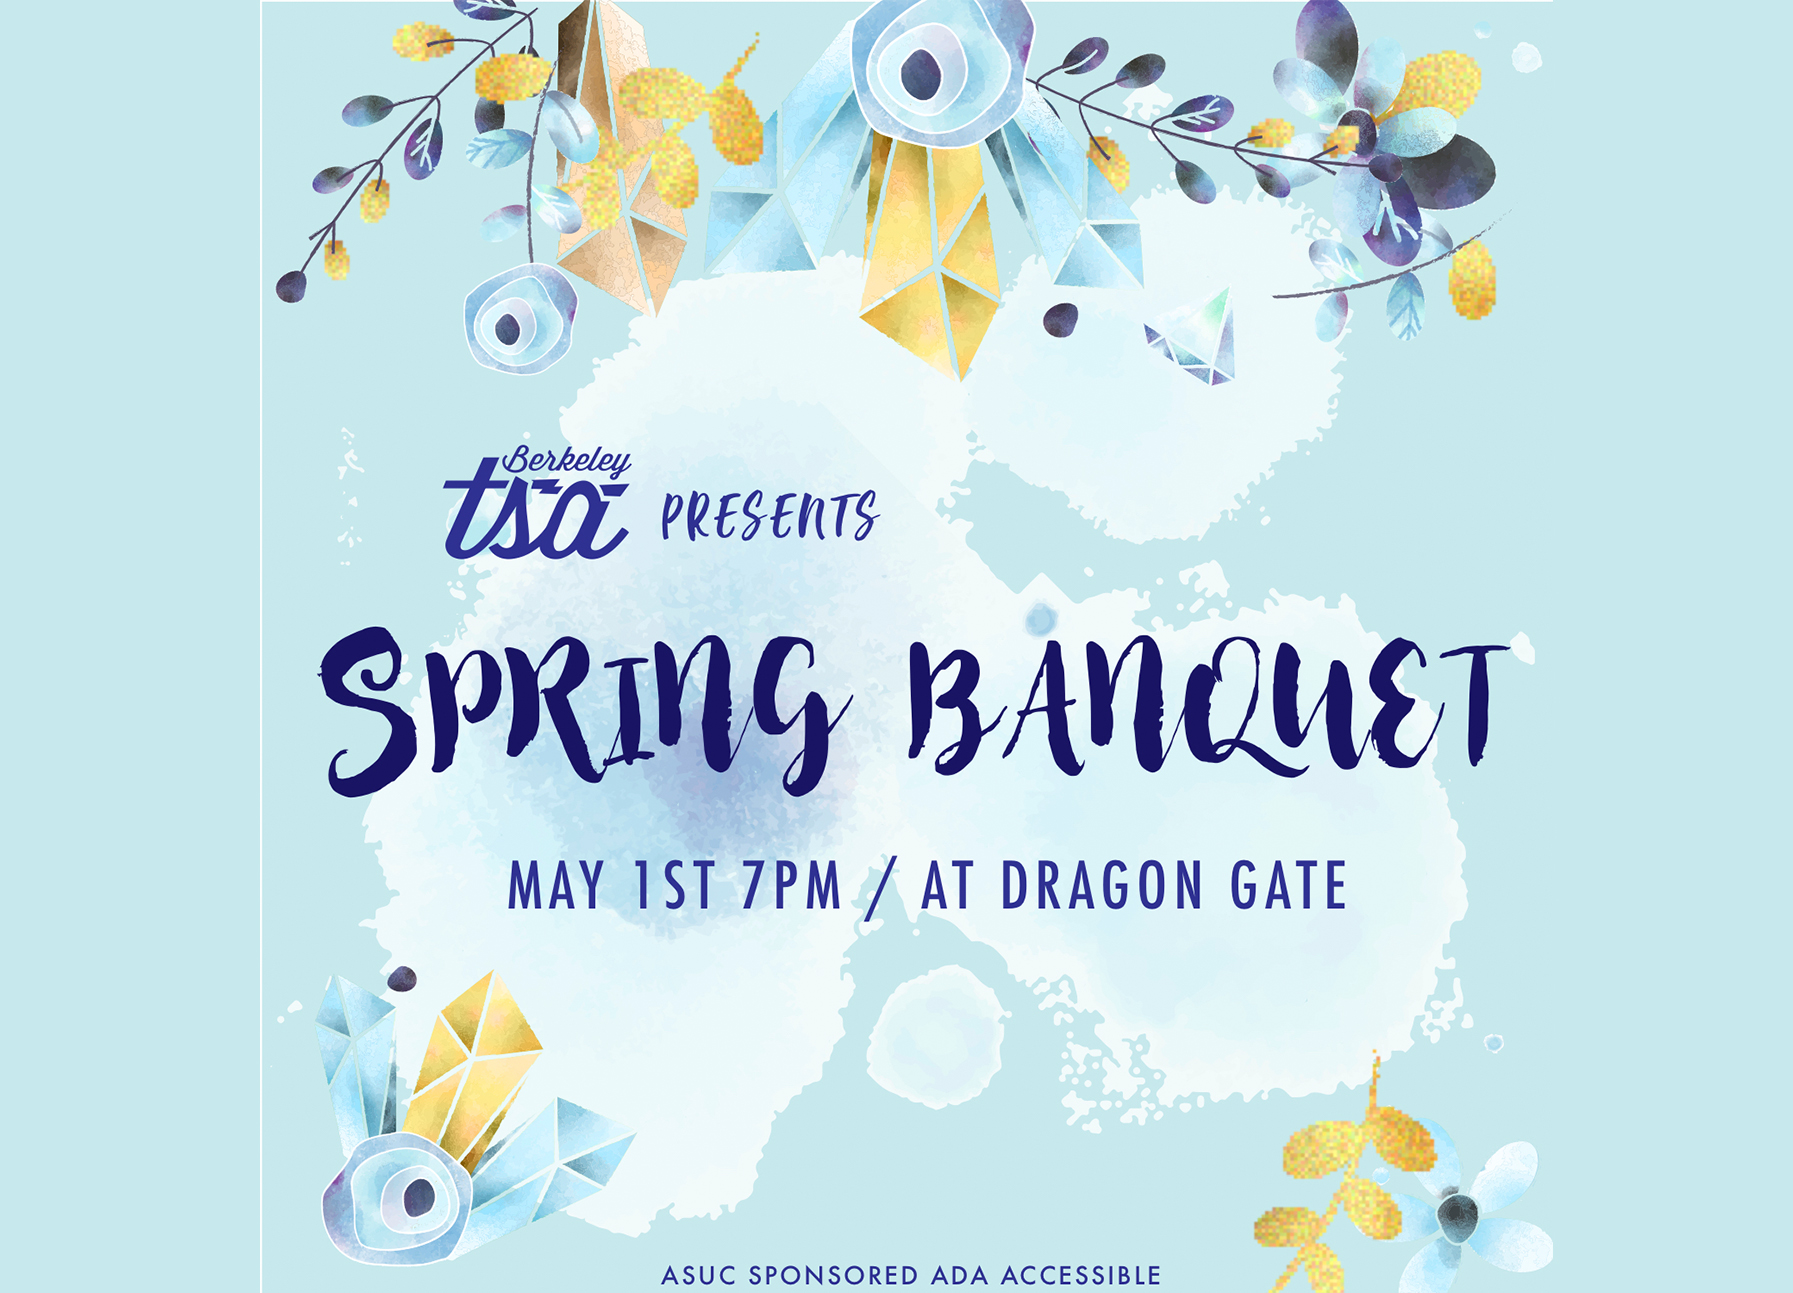 Berkeley
tsa PRESENTS
SPRING BANQUET
MAY 1ST 7PM / AT DRAGON GATE
ASUC SPONSORED ADA ACCESSIBLE